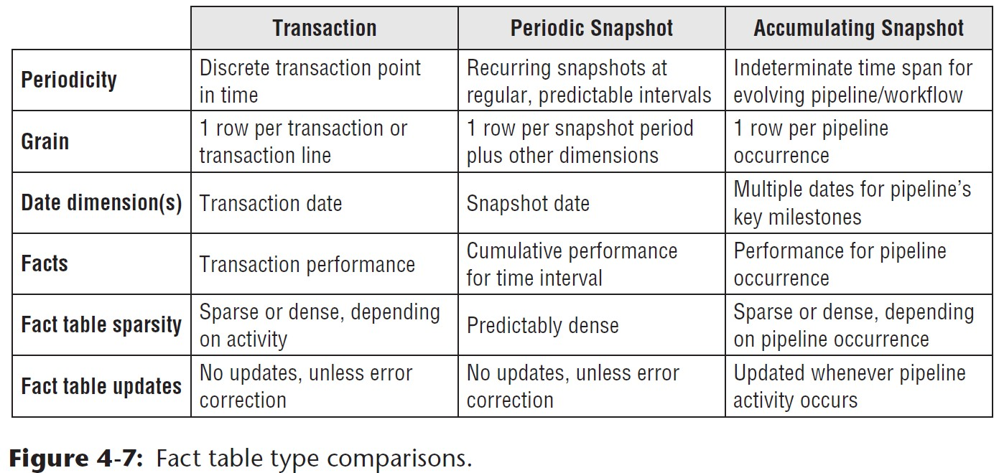 Transaction Periodic Snapshot Accumulating Snapshot
Periodicity
Discrete transaction point
in time
Recurring snapshots at
regular, predictable intervals
Indeterminate time span for
evolving pipeline/workflow
Grain
1 row per transaction or
transaction line
1 row per snapshot period
plus other dimensions
1 row per pipeline
occurrence
Date dimension(s)
Transaction date
Snapshot date
Multiple dates for pipeline’s
key milestones
Facts
Transaction performance
Cumulative performance
for time interval
Performance for pipeline
occurrence
Fact table sparsity
Sparse or dense, depending
on activity
Predictably dense
Sparse or dense, depending
on pipeline occurrence
Fact table updates
No updates, unless error
correction
No updates, unless error
correction
Updated whenever pipeline
activity occurs
Figure 4-7: Fact table type comparisons.